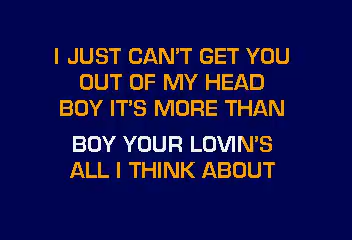 I JUST CAN'T GET YOU
OUT OF MY HEAD
BOY IT'S MORE THAN
BOY YOUR LOVIN'S
ALL I THINK ABOUT